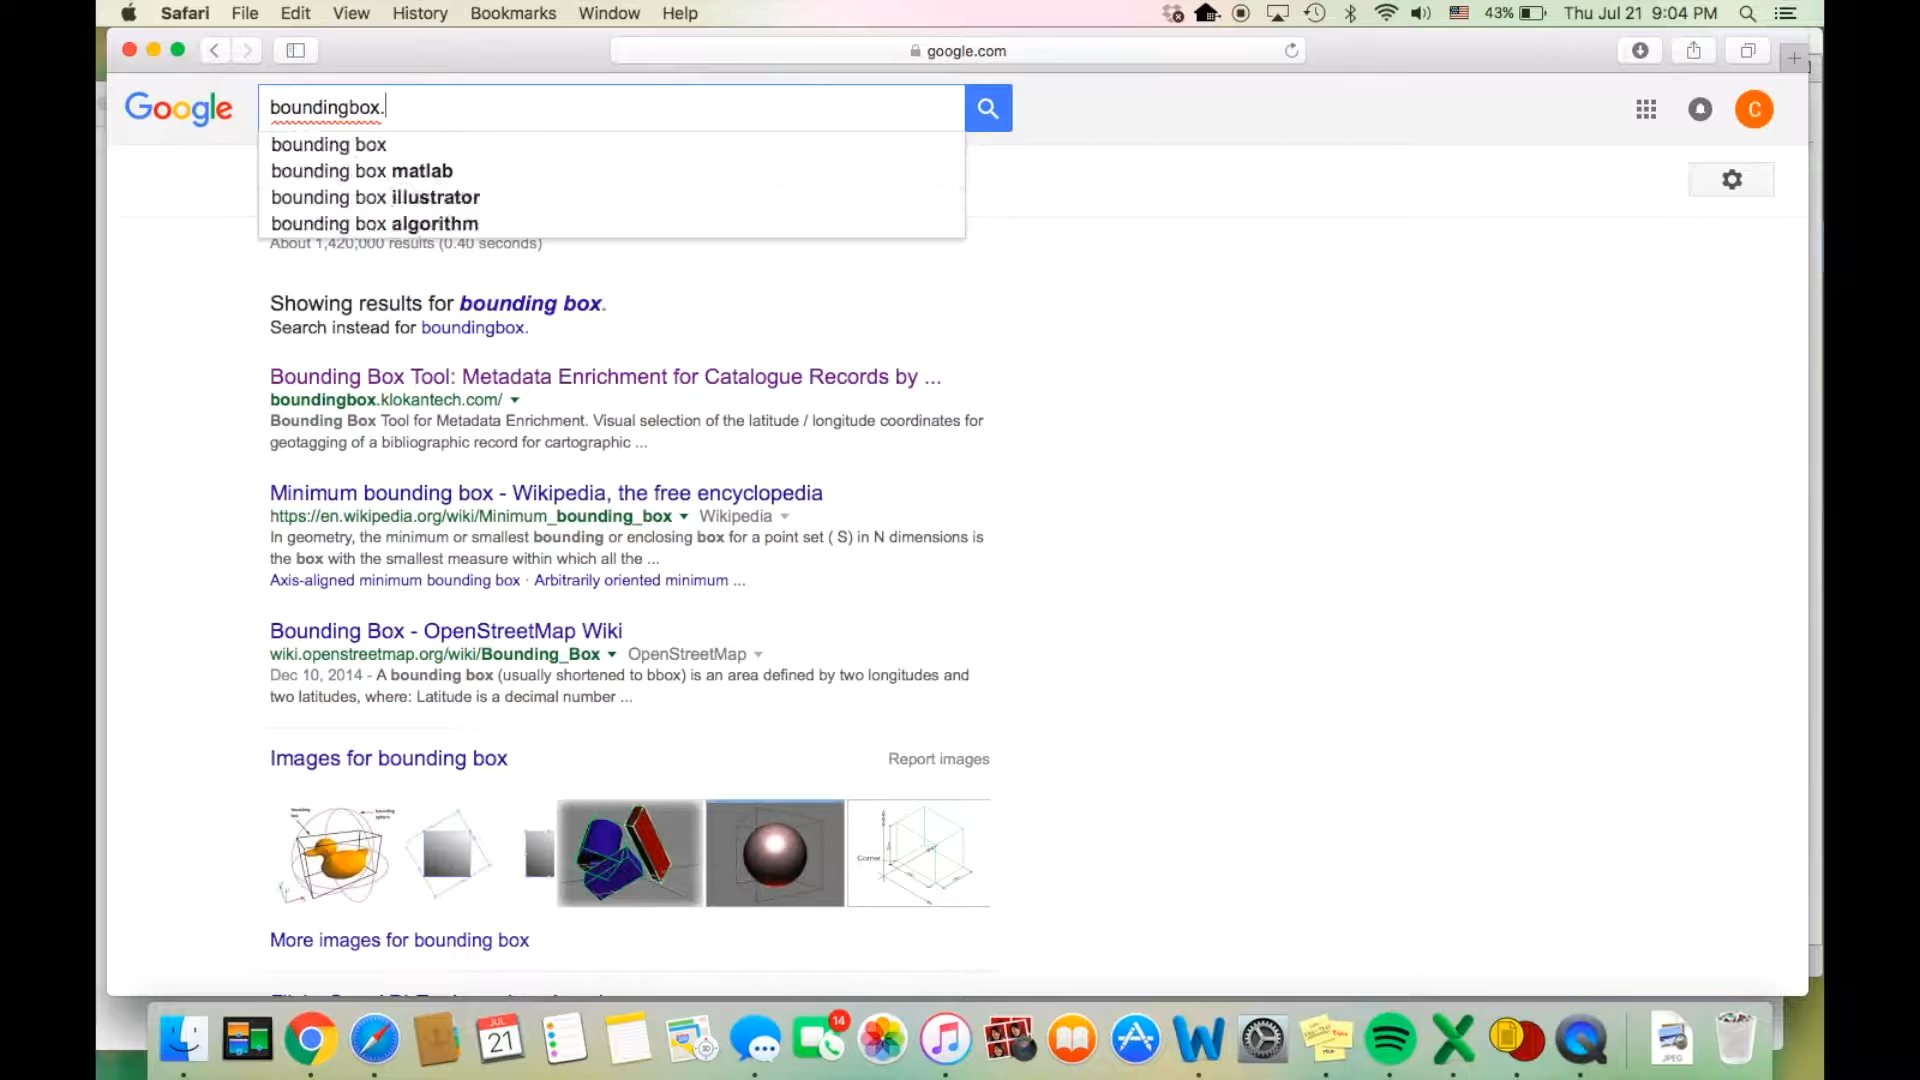 Safari File Edit View History Bookmarks Window Help 43% Thu Jul 21 9:04 PM
google.com
Google boundingbox. C
bounding box
bounding box matlab
bounding box illustrator
bounding box algorithm
About 1,420,000 results (0.40 seconds)
Showing results for bounding box.
Search instead for boundingbox.
Bounding Box Tool: Metadata Enrichment for Catalogue Records by ...
boundingbox.klokantech.com/
Bounding Box Tool for Metadata Enrichment. Visual selection of the latitude / longitude coordinates for
geotagging of a bibliographic record for cartographic ...
Minimum bounding box - Wikipedia, the free encyclopedia
https://en.wikipedia.org/wiki/Minimum_bounding_box Wikipedia
In geometry, the minimum or smallest bounding or enclosing box for a point set ( S) in N dimensions is
the box with the smallest measure within which all the ...
Axis-aligned minimum bounding box · Arbitrarily oriented minimum ...
Bounding Box - OpenStreetMap Wiki
wiki.openstreetmap.org/wiki/Bounding_Box OpenStreetMap
Dec 10, 2014 - A bounding box (usually shortened to bbox) is an area defined by two longitudes and
two latitudes, where: Latitude is a decimal number ...
Images for bounding box Report images
bounding box
bounding sphere
Corner
More images for bounding box
JUL
21
14
JPEG